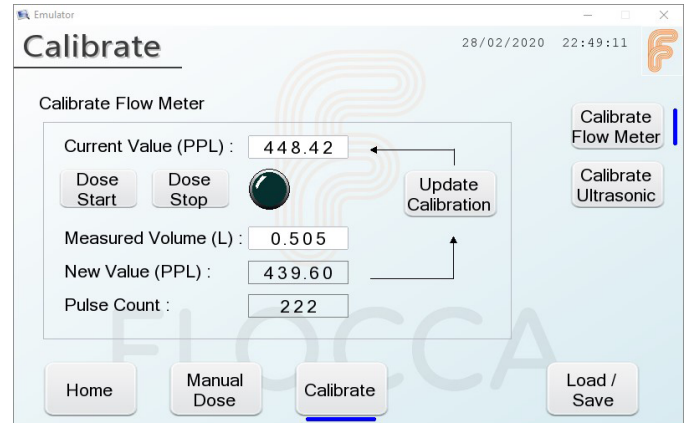 Emulator
Calibrate
28/02/2020 22:49:11
Calibrate Flow Meter
Current Value (PPL) : 448.42
Dose Start
Dose Stop
Update Calibration
Measured Volume (L) : 0.505
New Value (PPL) : 439.60
Pulse Count : 222
Calibrate Flow Meter
Calibrate Ultrasonic
FLOCCA
Home
Manual Dose
Calibrate
Load / Save